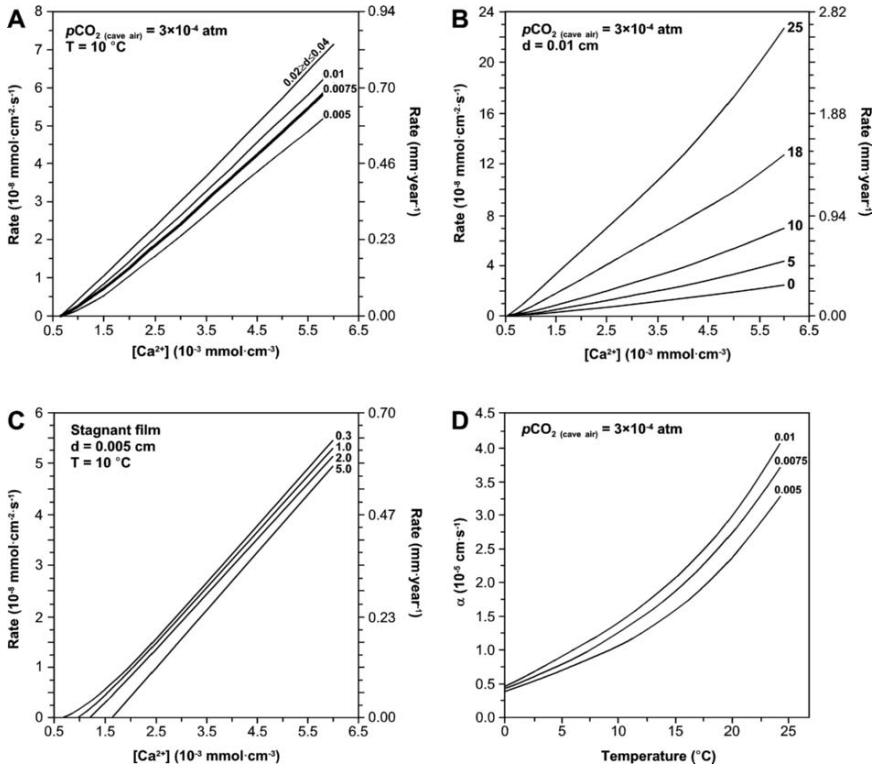 A
pCO₂ (cave air) = 3×10⁻⁴ atm
T = 10 °C
0.02≥d≤0.04
0.01
0.0075
0.005
8
7
6
5
4
3
2
1
0
0.94
0.70
0.46
0.23
0.00
Rate (10⁻⁸ mmol·cm⁻²·s⁻¹)
Rate (mm·year⁻¹)
0.5 1.5 2.5 3.5 4.5 5.5 6.5
[Ca²⁺] (10⁻³ mmol·cm⁻³)
B
pCO₂ (cave air) = 3×10⁻⁴ atm
d = 0.01 cm
25
18
10
5
0
24
20
16
12
8
4
0
2.82
1.88
0.94
0.00
Rate (10⁻⁸ mmol·cm⁻²·s⁻¹)
Rate (mm·year⁻¹)
0.5 1.5 2.5 3.5 4.5 5.5 6.5
[Ca²⁺] (10⁻³ mmol·cm⁻³)
C
Stagnant film
d = 0.005 cm
T = 10 °C
0.3
1.0
2.0
5.0
6
5
4
3
2
1
0
0.70
0.47
0.23
0.00
Rate (10⁻⁸ mmol·cm⁻²·s⁻¹)
Rate (mm·year⁻¹)
0.5 1.5 2.5 3.5 4.5 5.5 6.5
[Ca²⁺] (10⁻³ mmol·cm⁻³)
D
pCO₂ (cave air) = 3×10⁻⁴ atm
0.01
0.0075
0.005
4.5
4.0
3.5
3.0
2.5
2.0
1.5
1.0
0.5
0.0
α (10⁻⁵ cm·s⁻¹)
0 5 10 15 20 25
Temperature (°C)